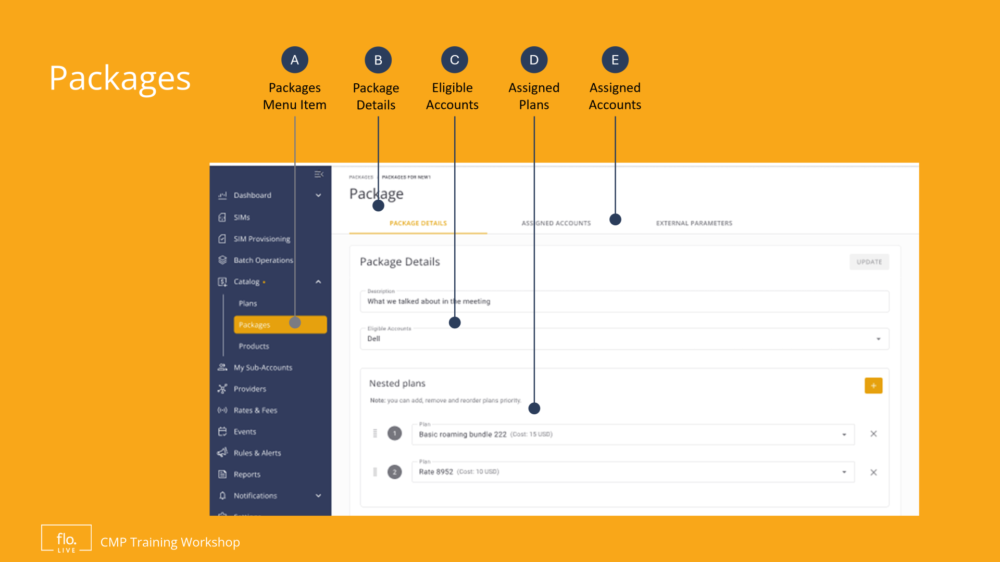 Packages
A
Packages
Menu Item
B
Package
Details
C
Eligible
Accounts
D
Assigned
Plans
E
Assigned
Accounts
Dashboard
SIMs
SIM Provisioning
Batch Operations
Catalog
Plans
Packages
Products
My Sub-Accounts
Providers
Rates & Fees
Events
Rules & Alerts
Reports
Notifications
PACKAGES PACKAGES FOR NEW1
Package
PACKAGE DETAILS ASSIGNED ACCOUNTS EXTERNAL PARAMETERS
Package Details
UPDATE
Description
What we talked about in the meeting
Eligible Accounts
Dell
Nested plans
+
Note: you can add, remove and reorder plans priority.
1
Plan
Basic roaming bundle 222 (Cost: 15 USD)
2
Plan
Rate 8952 (Cost: 10 USD)
flo.
LIVE
CMP Training Workshop